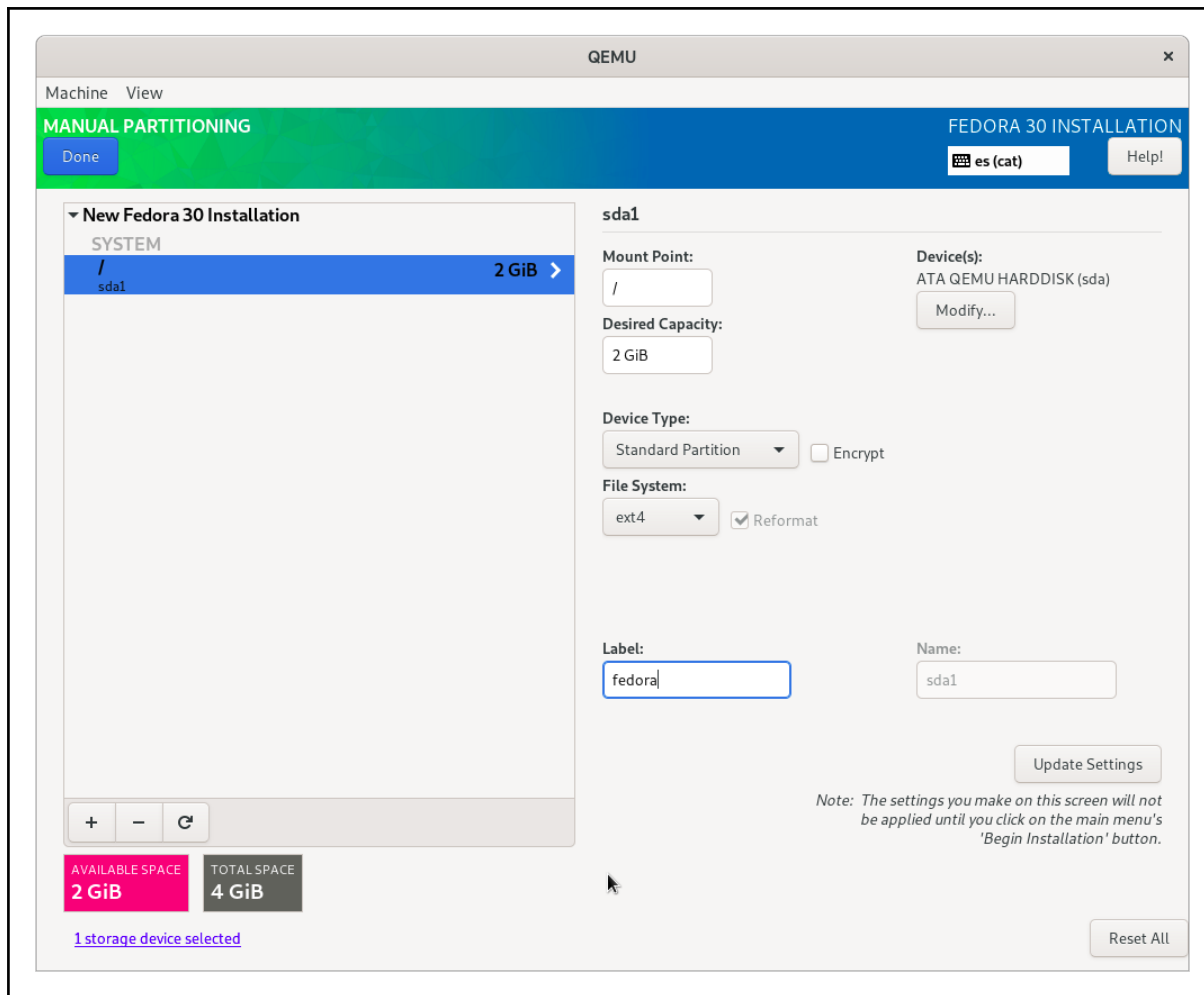 QEMU
Machine View
MANUAL PARTITIONING
FEDORA 30 INSTALLATION
Done
es (cat)
Help!
New Fedora 30 Installation
SYSTEM
/
2 GiB
sda1
sda1
Mount Point:
/
Device(s):
ATA QEMU HARDDISK (sda)
Modify...
Desired Capacity:
2 GiB
Device Type:
Standard Partition
Encrypt
File System:
ext4
Reformat
Label:
fedora
Name:
sda1
Update Settings
Note: The settings you make on this screen will not
be applied until you click on the main menu's
'Begin Installation' button.
+ −
AVAILABLE SPACE
2 GiB
TOTAL SPACE
4 GiB
1 storage device selected
Reset All